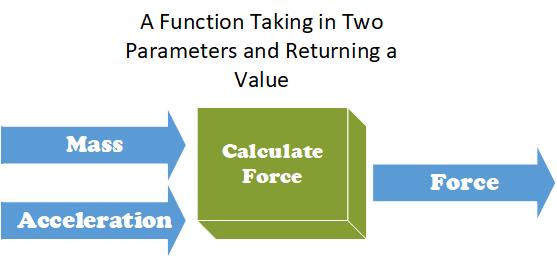 A Function Taking in Two
Parameters and Returning a
Value
Mass
Calculate
Force
Force
Acceleration